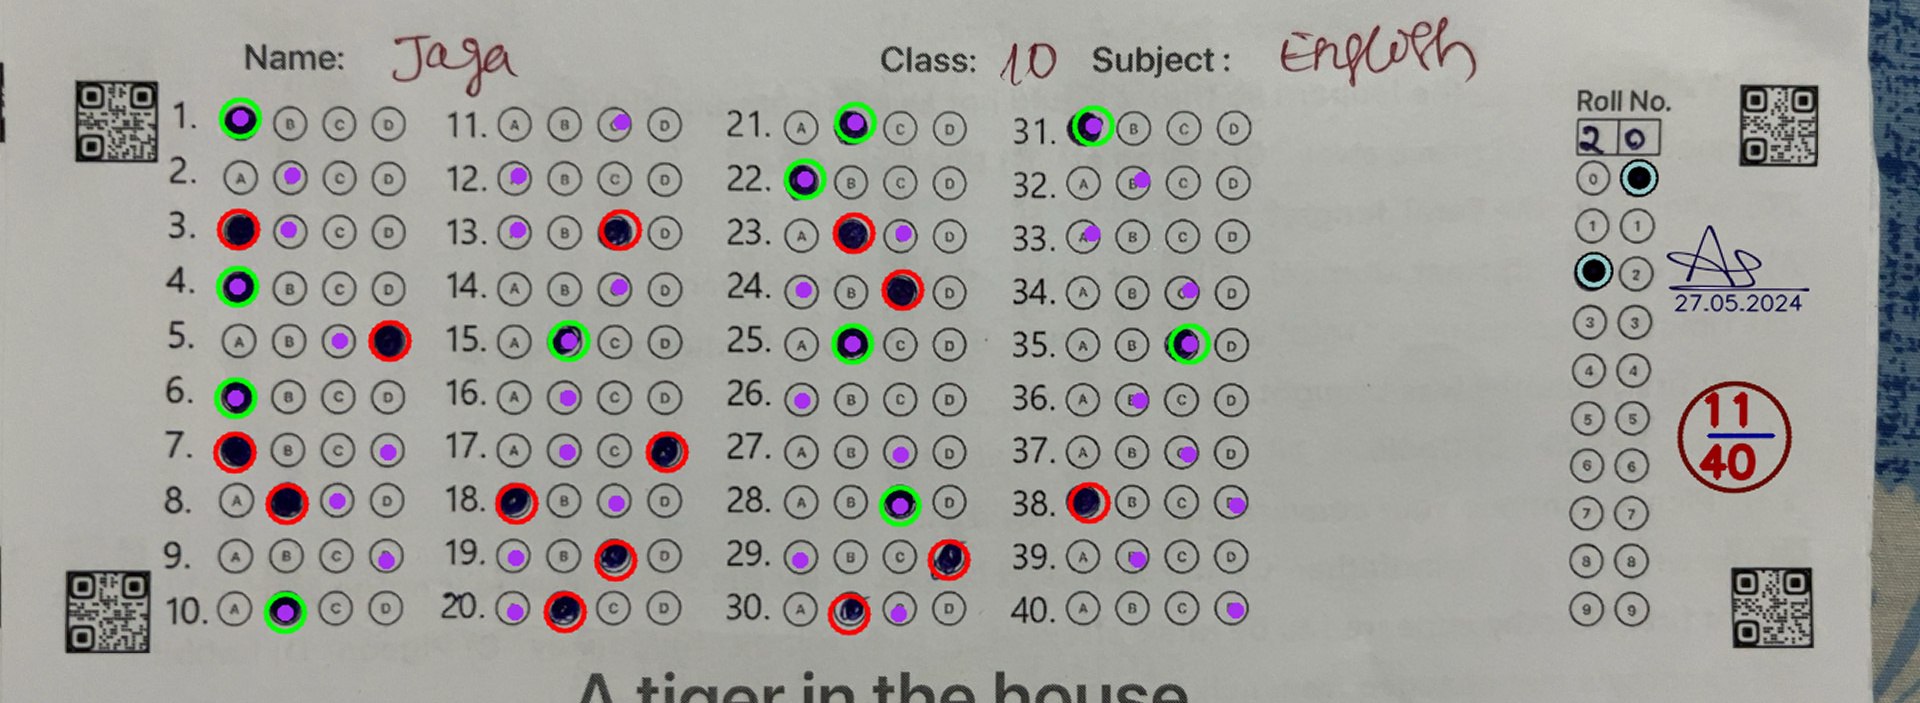 Name: Jaga Class: 10 Subject: English
1. B C D 11. A B D 21. A C D 31. B C D
2. A C D 12. B C D 22. B C D 32. A B C D
3. C D 13. B D 23. A D 33. A B C D
4. B C D 14. A B D 24. B D 34. A B D
5. A B 15. A C D 25. A C D 35. A B D
6. B C D 16. A C D 26. B C D 36. A C D
7. B C 17. A C 27. A B D 37. A B D
8. A D 18. B D 28. A B D 38. B C
9. A B C 19. B D 29. B C 39. A C D
10. A C D 20. C D 30. A D 40. A B C
Roll No.
2 0
0
1 1
2
3 3
4 4
5 5
6 6
7 7
8 8
9 9
27.05.2024
11
40
A tiger in the house